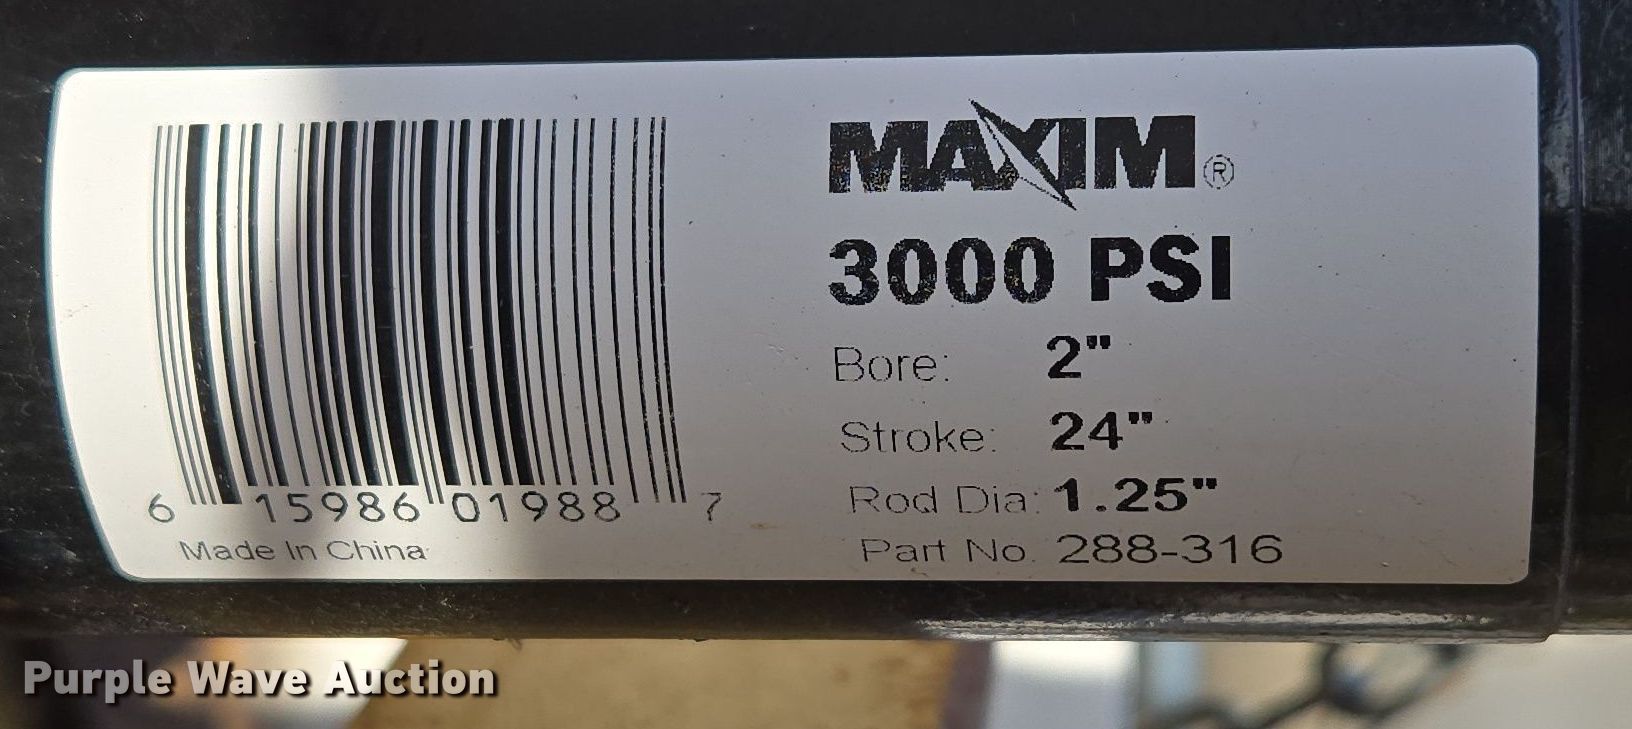 MAXIM®
3000 PSI
Bore: 2"
Stroke: 24"
Rod Dia: 1.25"
Part No. 288-316
6 15986 01988 7
Made In China
Purple Wave Auction